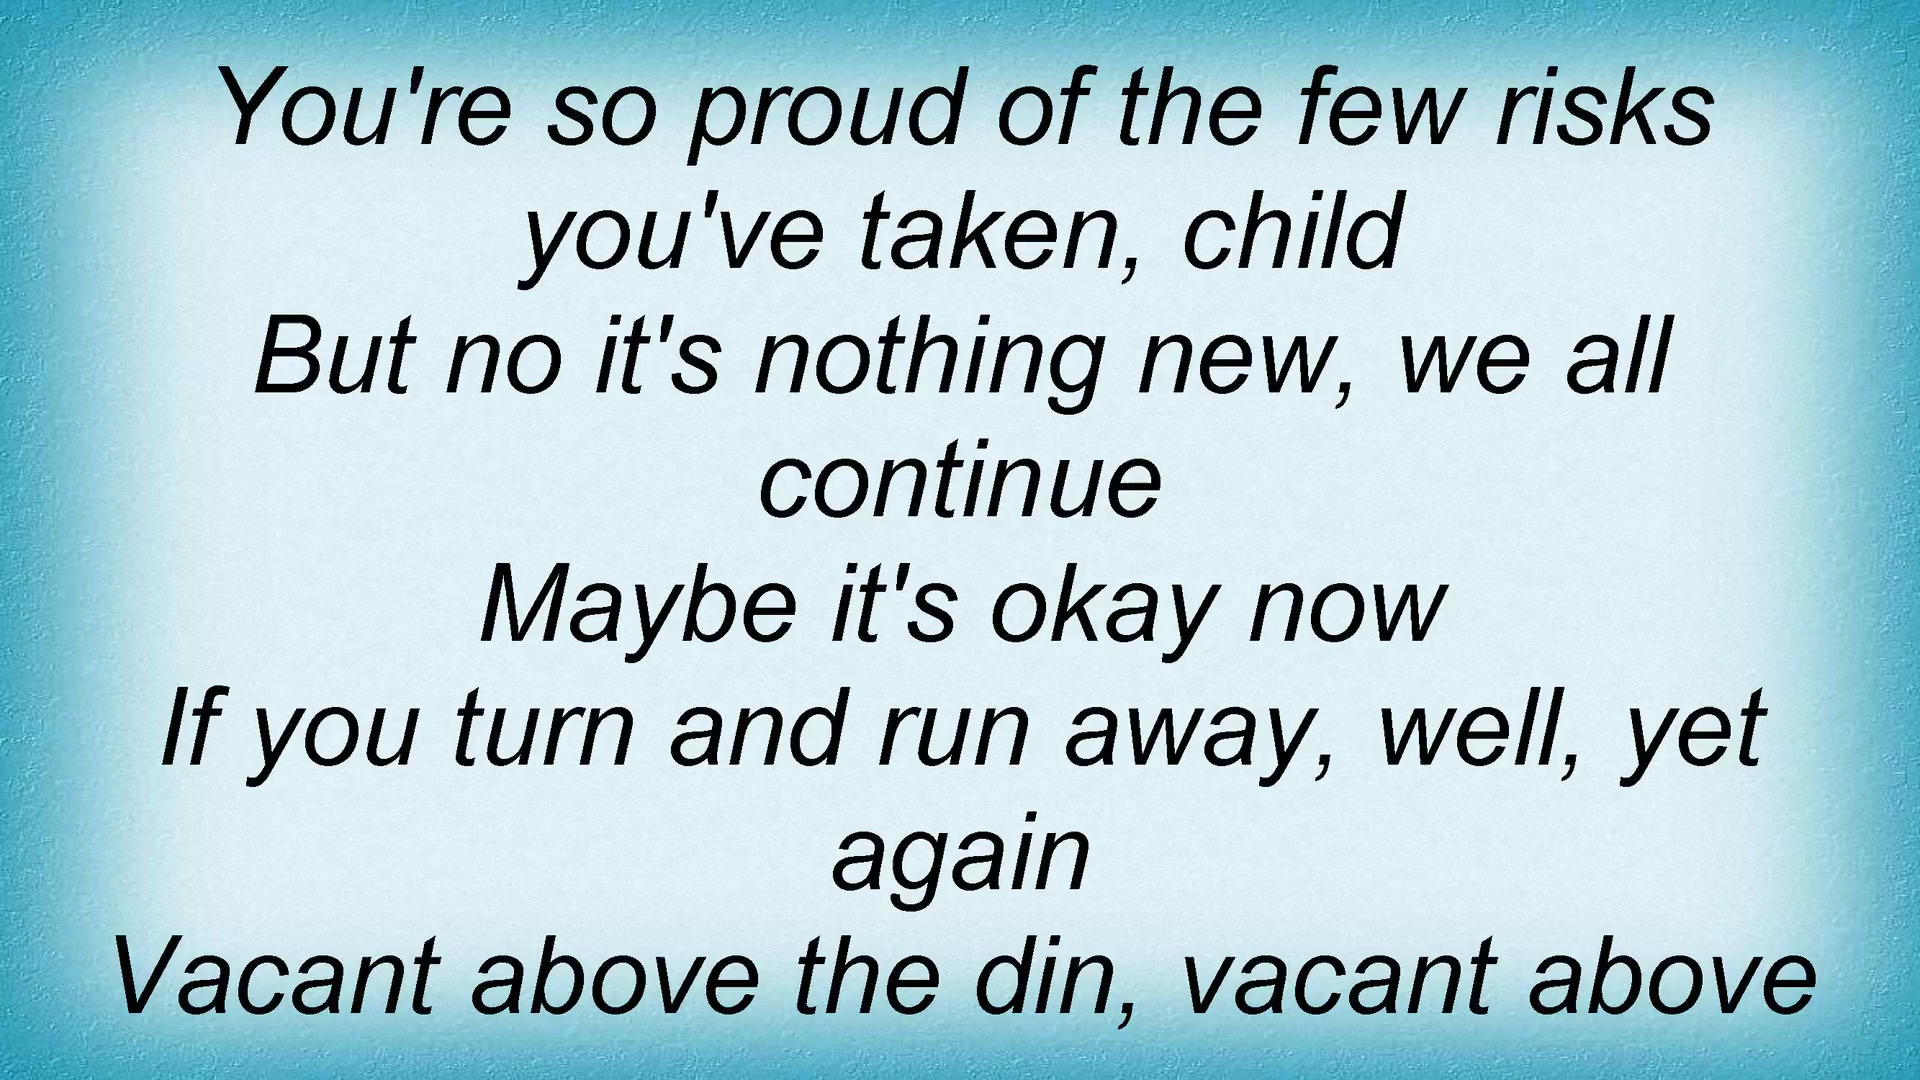 You're so proud of the few risks
you've taken, child
But no it's nothing new, we all
continue
Maybe it's okay now
If you turn and run away, well, yet
again
Vacant above the din, vacant above